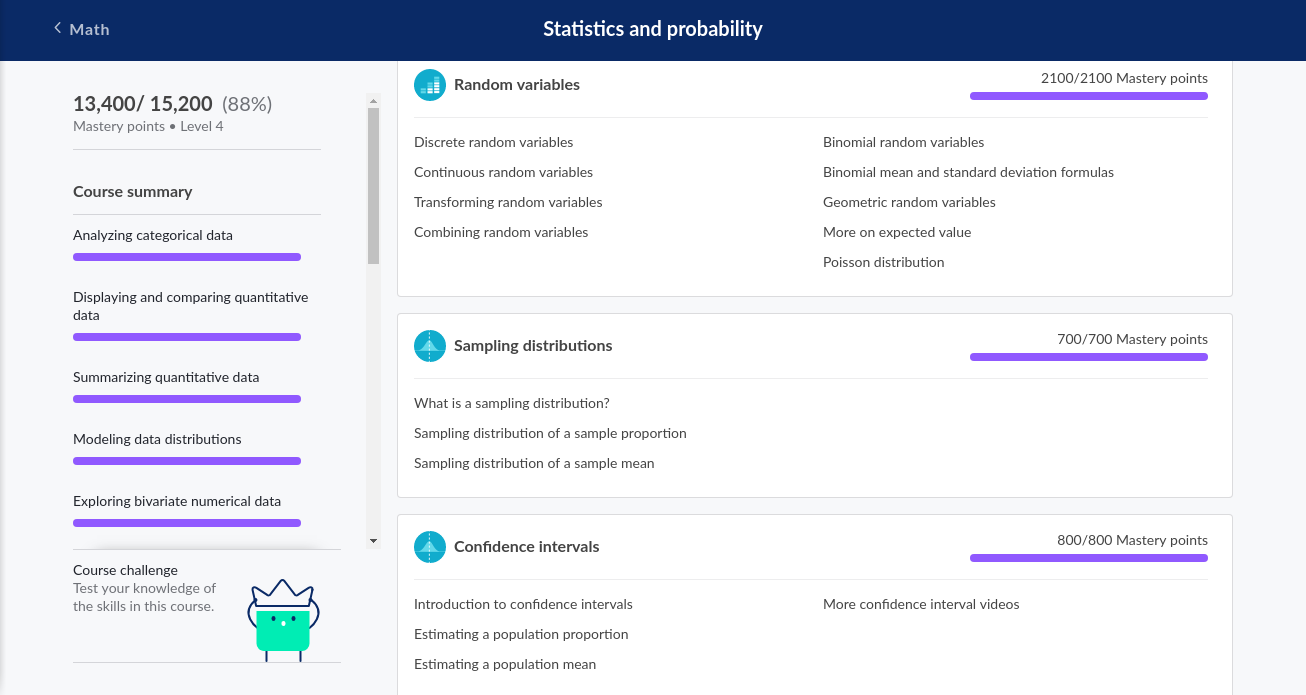 Math
Statistics and probability
13,400/ 15,200 (88%)
Mastery points • Level 4
Course summary
Analyzing categorical data
Displaying and comparing quantitative
data
Summarizing quantitative data
Modeling data distributions
Exploring bivariate numerical data
Course challenge
Test your knowledge of
the skills in this course.
Random variables
2100/2100 Mastery points
Discrete random variables
Continuous random variables
Transforming random variables
Combining random variables
Binomial random variables
Binomial mean and standard deviation formulas
Geometric random variables
More on expected value
Poisson distribution
Sampling distributions
700/700 Mastery points
What is a sampling distribution?
Sampling distribution of a sample proportion
Sampling distribution of a sample mean
Confidence intervals
800/800 Mastery points
Introduction to confidence intervals
Estimating a population proportion
Estimating a population mean
More confidence interval videos